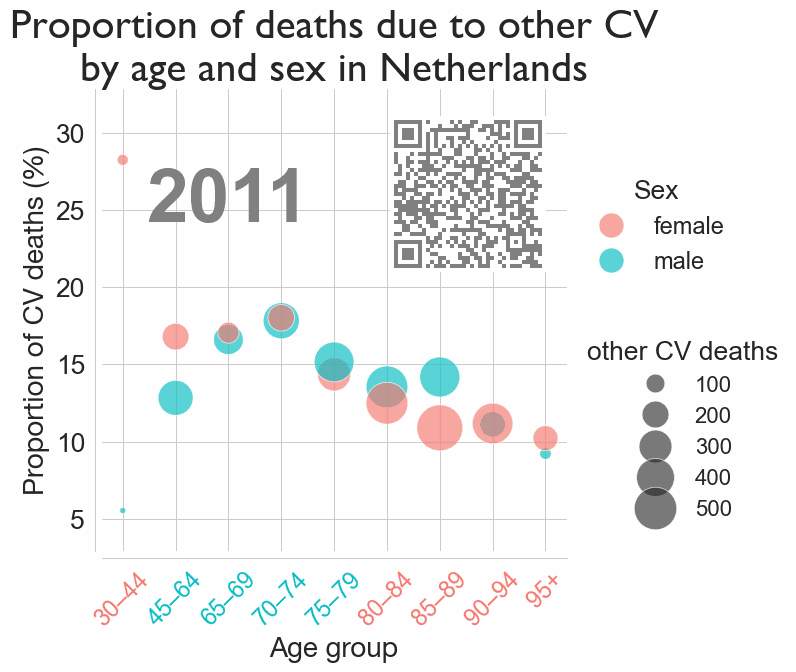 Proportion of deaths due to other CV
by age and sex in Netherlands
Proportion of CV deaths (%)
30
25
20
15
10
5
2011
Sex
female
male
other CV deaths
100
200
300
400
500
30–44
45–64
65–69
70–74
75–79
80–84
85–89
90–94
95+
Age group